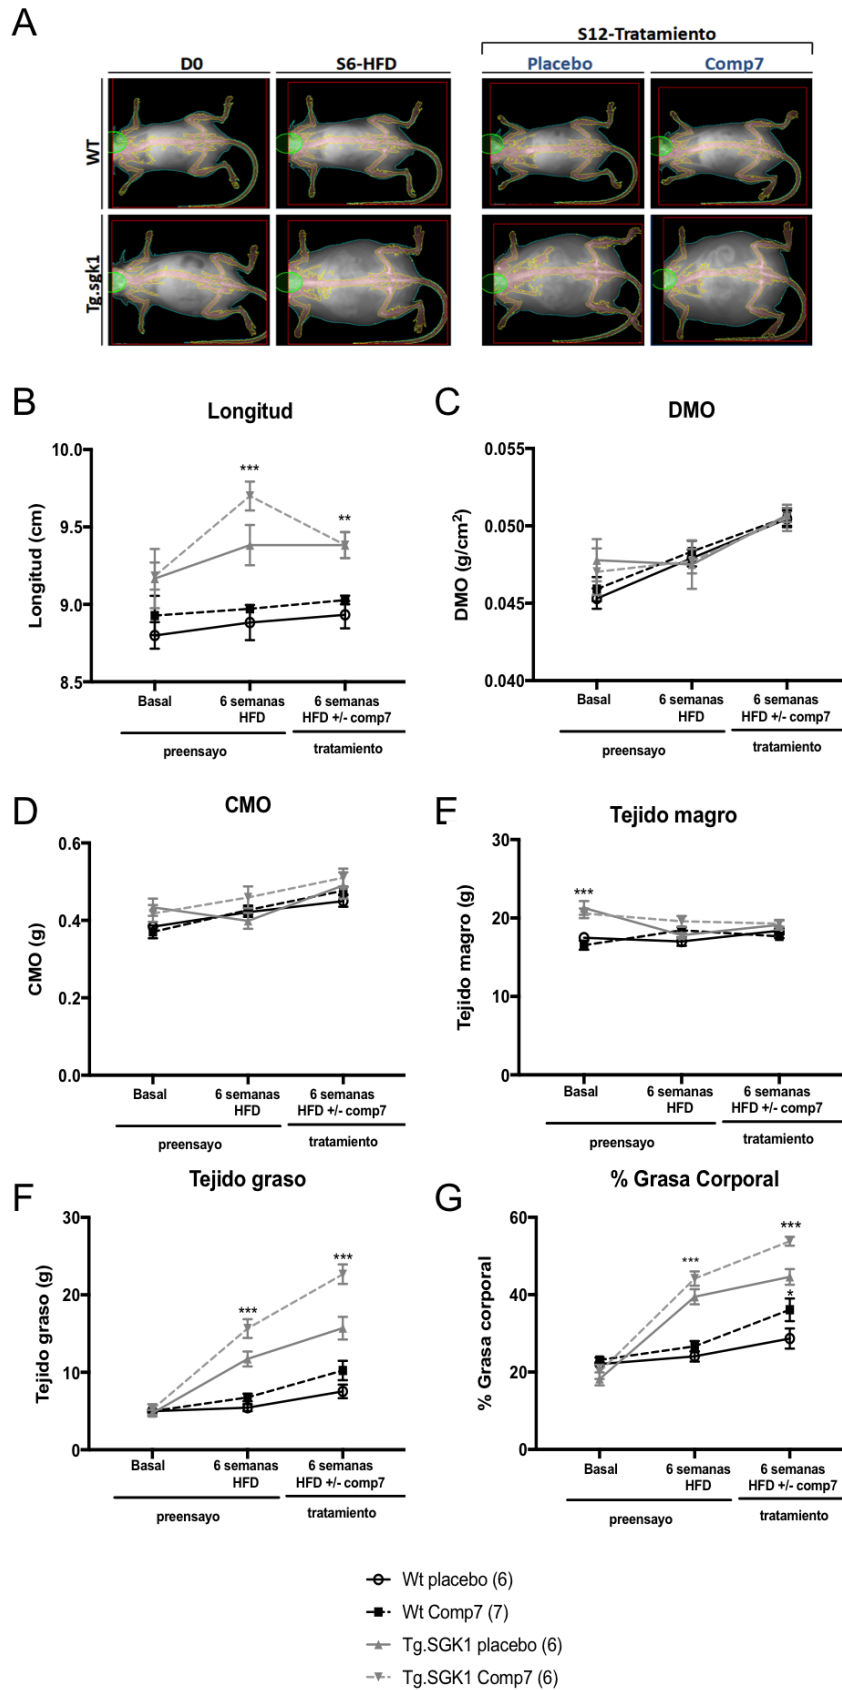 A
S12-Tratamiento
D0 S6-HFD Placebo Comp7
WT
Tg.sgk1
B
Longitud
10.0
9.5
9.0
8.5
Longitud (cm)
***
**
Basal
6 semanas
HFD
6 semanas
HFD +/- comp7
preensayo
tratamiento
C
DMO
0.055
0.050
0.045
0.040
DMO (g/cm²)
Basal
6 semanas
HFD
6 semanas
HFD +/- comp7
preensayo
tratamiento
D
CMO
0.6
0.4
0.2
0.0
CMO (g)
Basal
6 semanas
HFD
6 semanas
HFD +/- comp7
preensayo
tratamiento
E
Tejido magro
30
20
10
0
Tejido magro (g)
***
Basal
6 semanas
HFD
6 semanas
HFD +/- comp7
preensayo
tratamiento
F
Tejido graso
30
20
10
0
Tejido graso (g)
***
***
Basal
6 semanas
HFD
6 semanas
HFD +/- comp7
preensayo
tratamiento
G
% Grasa Corporal
60
40
20
0
% Grasa corporal
***
***
*
Basal
6 semanas
HFD
6 semanas
HFD +/- comp7
preensayo
tratamiento
Wt placebo (6)
Wt Comp7 (7)
Tg.SGK1 placebo (6)
Tg.SGK1 Comp7 (6)